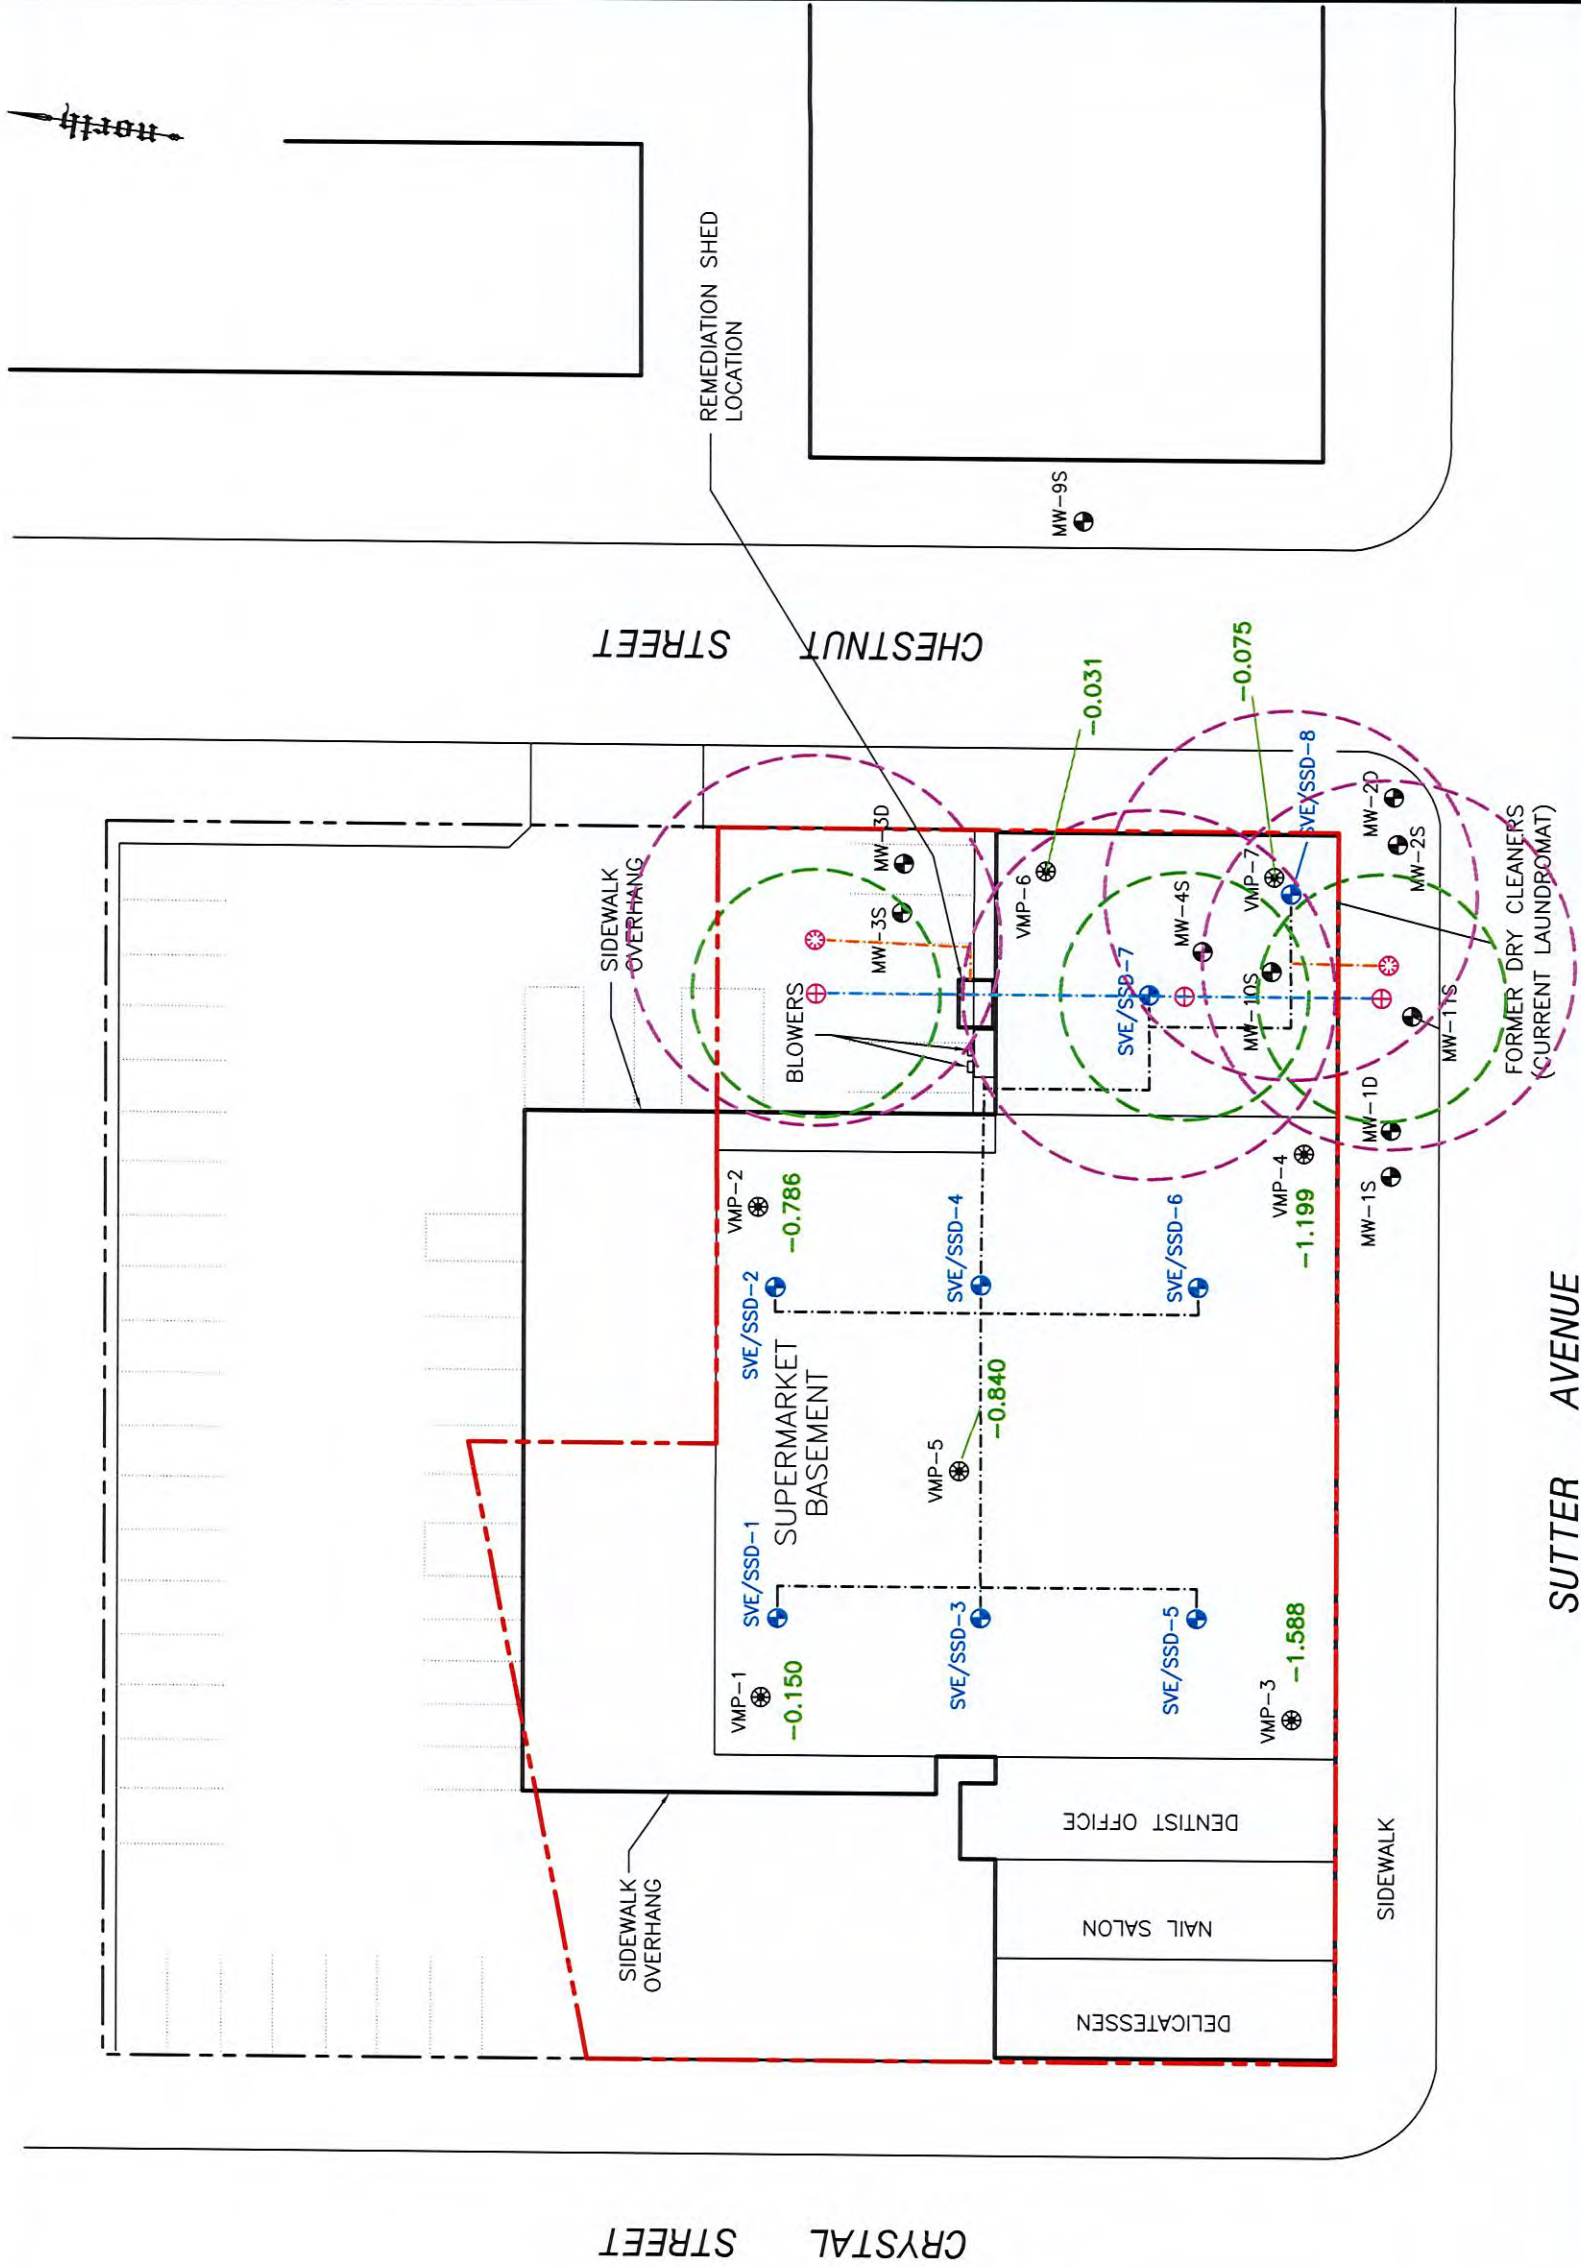 north
REMEDIATION SHED
LOCATION
MW-9S
CHESTNUT STREET
-0.031
-0.075
SIDEWALK
OVERHANG
MW-3D
MW-3S
BLOWERS
VMP-6
MW-4S
VMP-7
SVE/SSD-8
MW-2D
MW-2S
SVE/SSD-7
MW-10S
MW-11S
FORMER DRY CLEANERS
(CURRENT LAUNDROMAT)
MW-1D
MW-1S
VMP-2
-0.786
SVE/SSD-2
SVE/SSD-4
SVE/SSD-6
VMP-4
-1.199
SUPERMARKET
BASEMENT
VMP-5
-0.840
SVE/SSD-1
SVE/SSD-3
SVE/SSD-5
VMP-1
-0.150
VMP-3
-1.588
SUTTER AVENUE
SIDEWALK
OVERHANG
DENTIST OFFICE
NAIL SALON
DELICATESSEN
SIDEWALK
CRYSTAL STREET